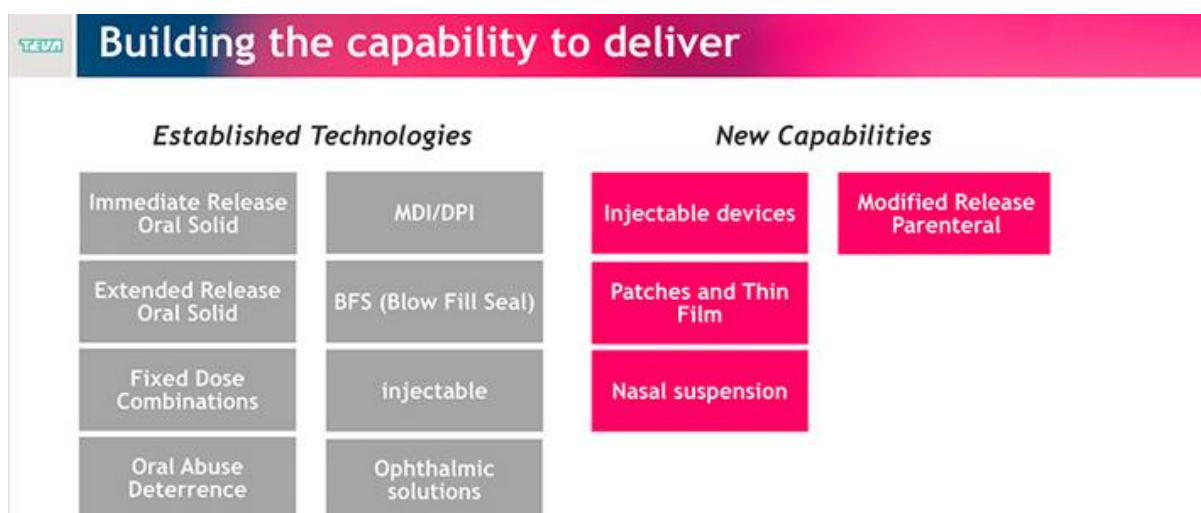 TEVA
Building the capability to deliver
Established Technologies
New Capabilities
Immediate Release
Oral Solid
MDI/DPI
Injectable devices
Modified Release
Parenteral
Extended Release
Oral Solid
BFS (Blow Fill Seal)
Patches and Thin
Film
Fixed Dose
Combinations
injectable
Nasal suspension
Oral Abuse
Deterrence
Ophthalmic
solutions